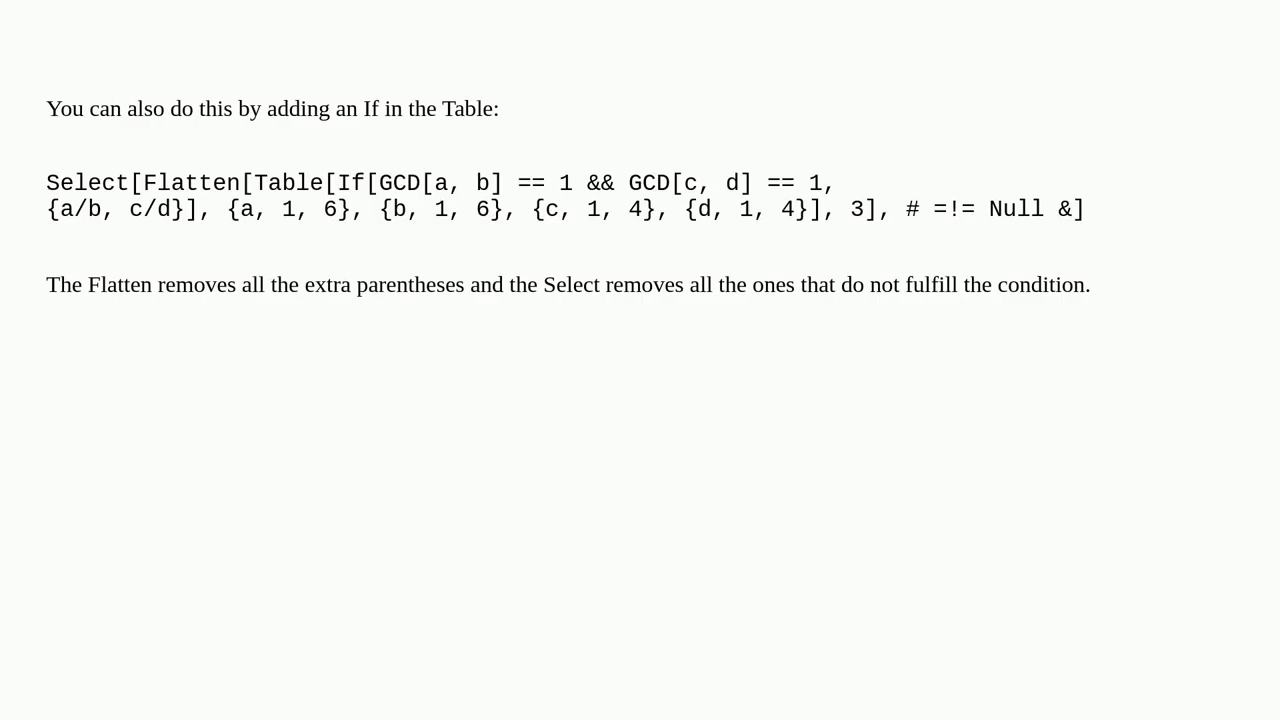 You can also do this by adding an If in the Table:
Select[Flatten[Table[If[GCD[a, b] == 1 && GCD[c, d] == 1,
{a/b, c/d}], {a, 1, 6}, {b, 1, 6}, {c, 1, 4}, {d, 1, 4}], 3], # =!= Null &]
The Flatten removes all the extra parentheses and the Select removes all the ones that do not fulfill the condition.